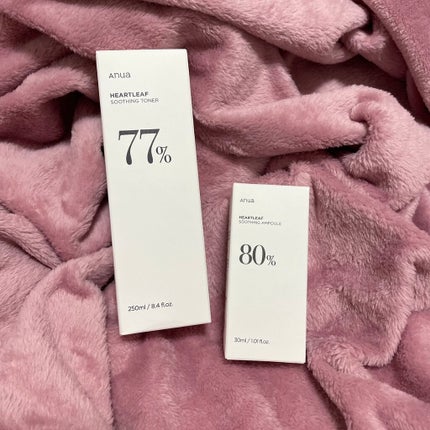 anua
HEARTLEAF
SOOTHING TONER
77%
250ml / 8.4 fl.oz.
anua
HEARTLEAF
SOOTHING AMPOULE
80%
30ml / 1.01 fl.oz.